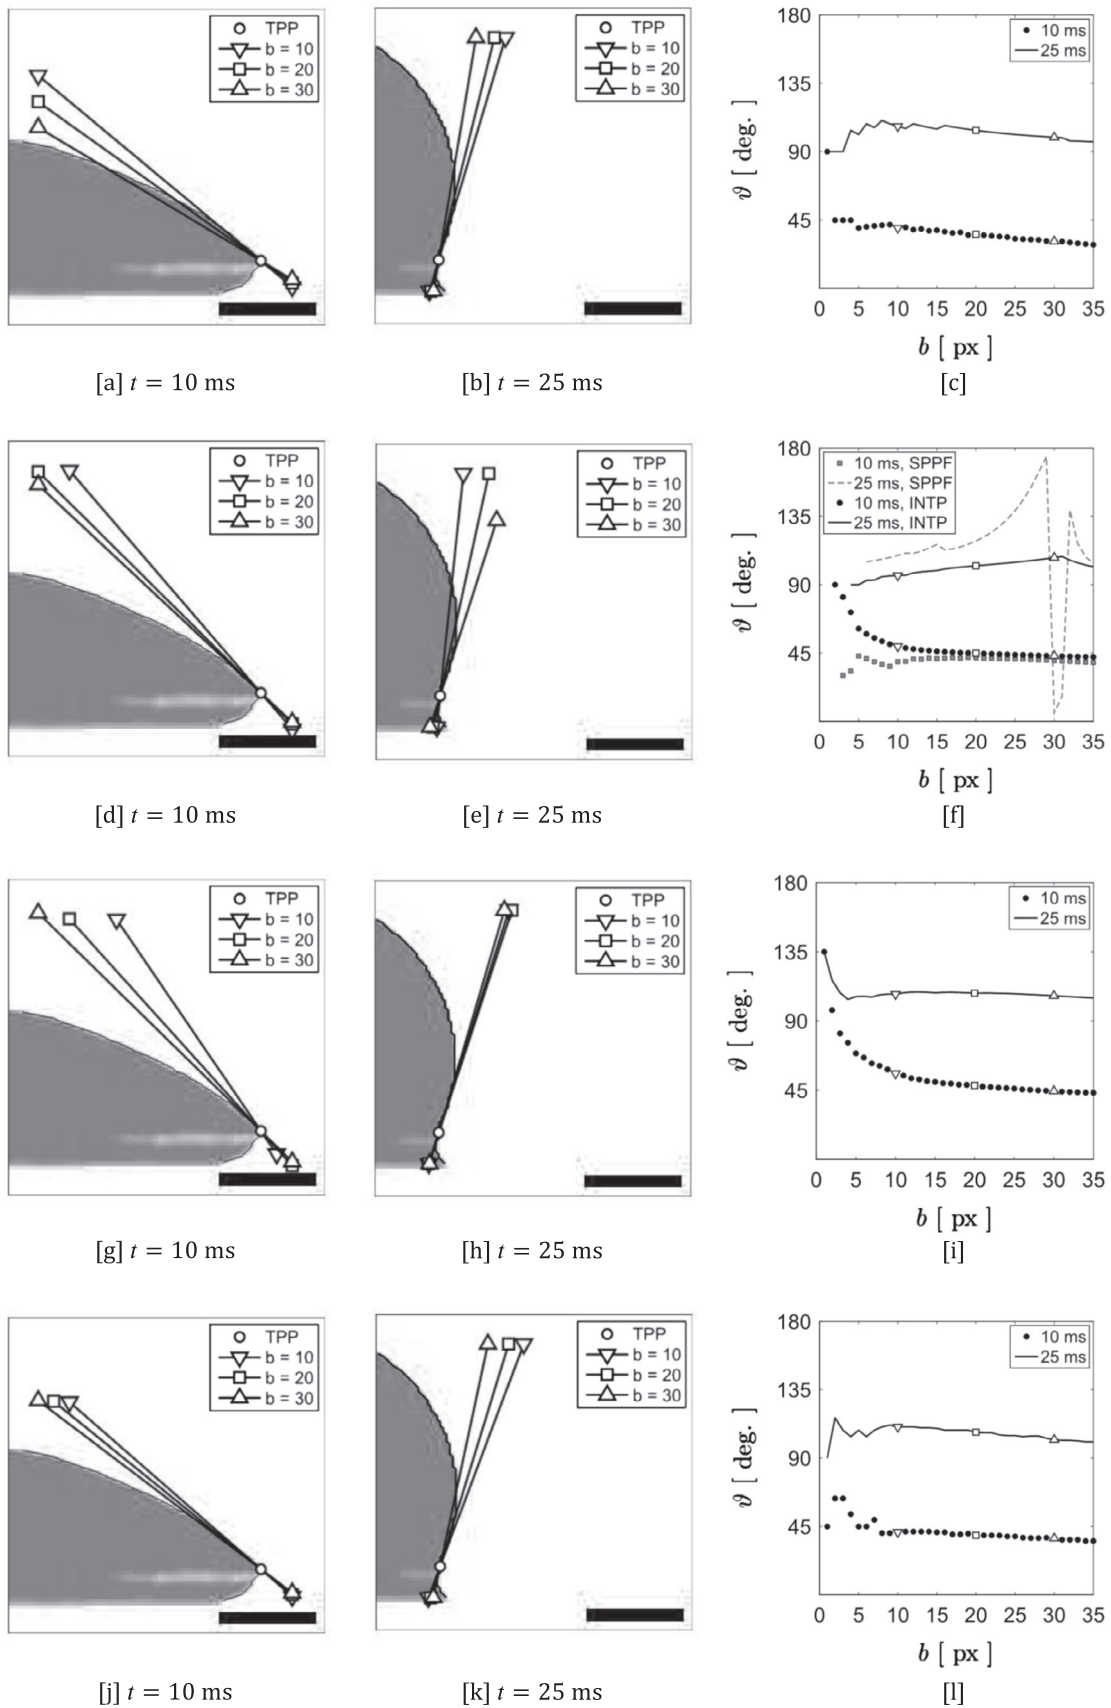 TPP
b = 10
b = 20
b = 30
TPP
b = 10
b = 20
b = 30
180
135
90
45
ϑ [ deg. ]
10 ms
25 ms
0 5 10 15 20 25 30 35
b [ px ]
[a] t = 10 ms
[b] t = 25 ms
[c]
TPP
b = 10
b = 20
b = 30
TPP
b = 10
b = 20
b = 30
180
135
90
45
ϑ [ deg. ]
10 ms, SPPF
25 ms, SPPF
10 ms, INTP
25 ms, INTP
0 5 10 15 20 25 30 35
b [ px ]
[d] t = 10 ms
[e] t = 25 ms
[f]
TPP
b = 10
b = 20
b = 30
TPP
b = 10
b = 20
b = 30
180
135
90
45
ϑ [ deg. ]
10 ms
25 ms
0 5 10 15 20 25 30 35
b [ px ]
[g] t = 10 ms
[h] t = 25 ms
[i]
TPP
b = 10
b = 20
b = 30
TPP
b = 10
b = 20
b = 30
180
135
90
45
ϑ [ deg. ]
10 ms
25 ms
0 5 10 15 20 25 30 35
b [ px ]
[j] t = 10 ms
[k] t = 25 ms
[l]